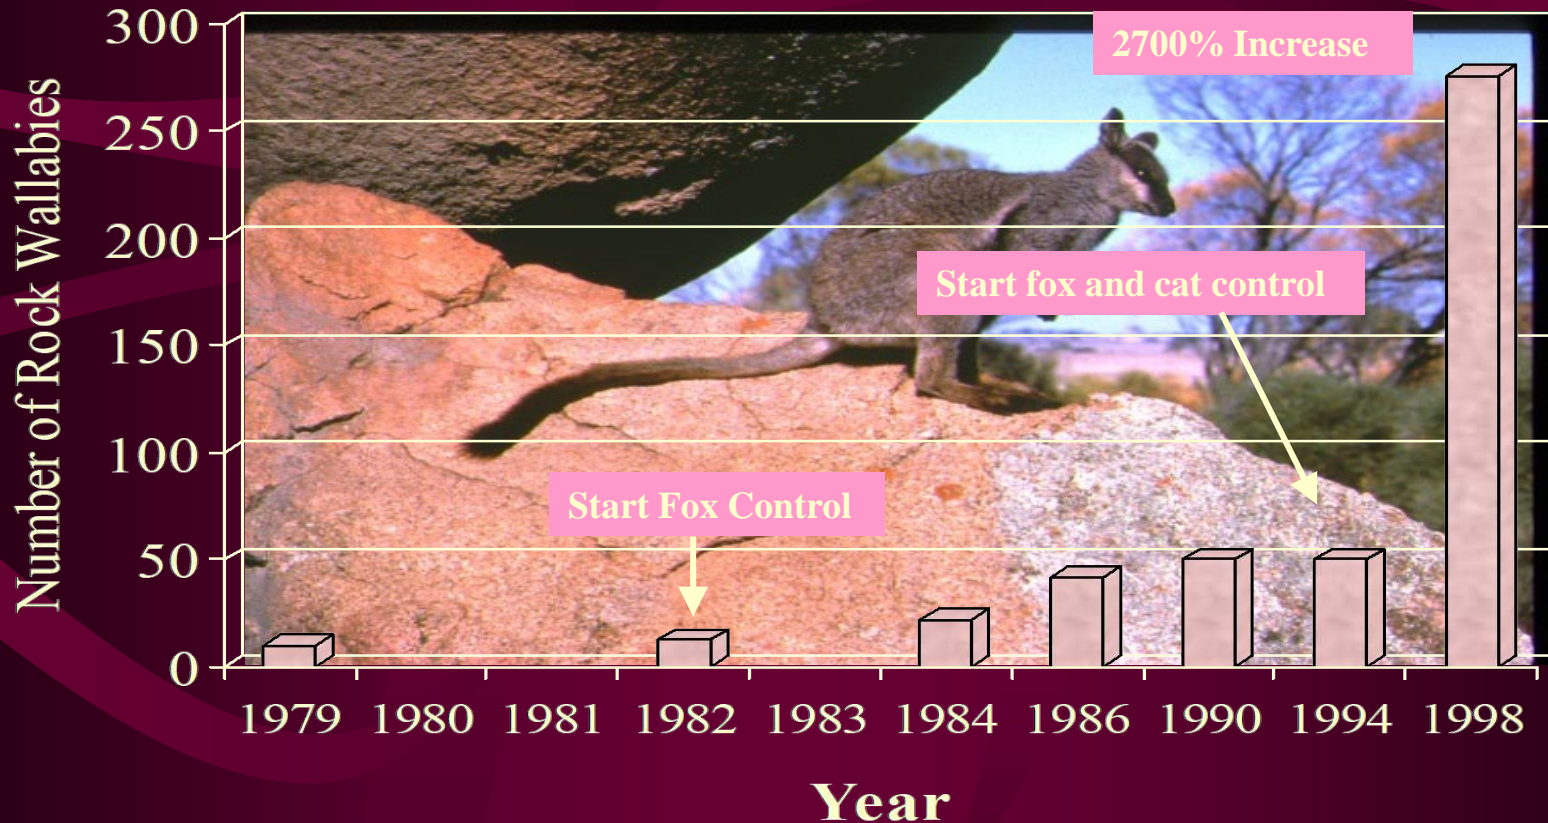 300
250
200
150
100
50
0
Number of Rock Wallabies
2700% Increase
Start fox and cat control
Start Fox Control
1979 1980 1981 1982 1983 1984 1986 1990 1994 1998
Year